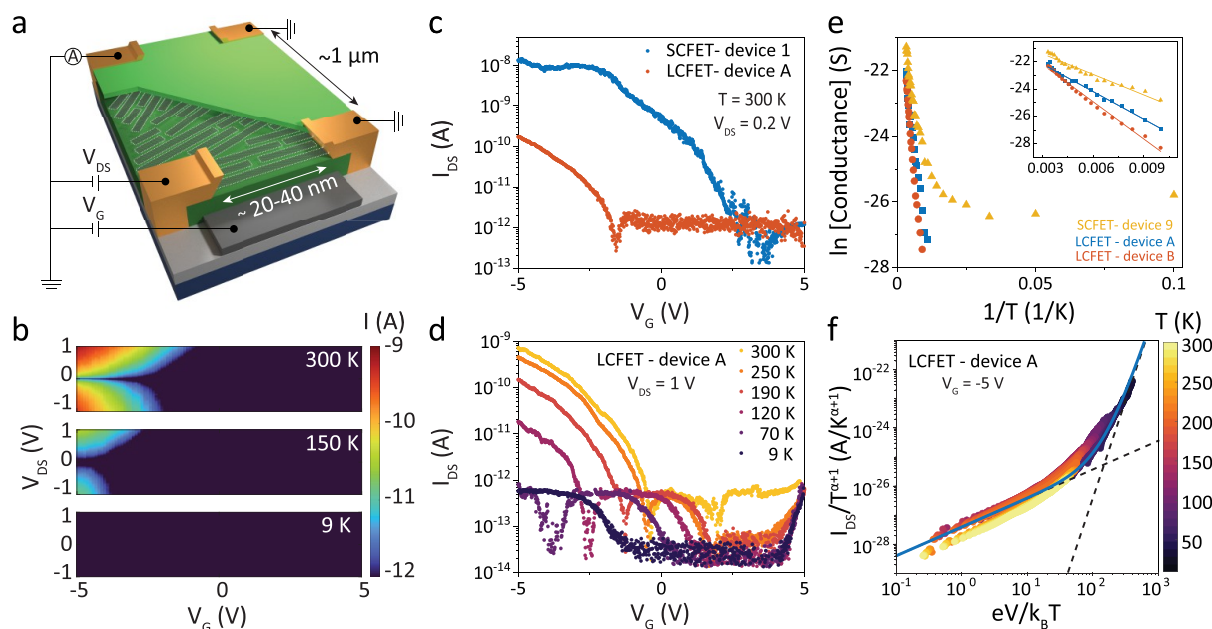 a
A
~1 µm
V_DS
V_G
~ 20-40 nm
b
I (A)
V_DS (V)
1
0
-1
300 K
1
0
-1
150 K
1
0
-1
9 K
-5
0
5
V_G (V)
-9
-10
-11
-12
c
SCFET- device 1
LCFET- device A
T = 300 K
V_DS = 0.2 V
I_DS (A)
10^-8
10^-9
10^-10
10^-11
10^-12
10^-13
-5
0
5
V_G (V)
d
LCFET - device A
V_DS = 1 V
300 K
250 K
190 K
120 K
70 K
9 K
I_DS (A)
10^-9
10^-10
10^-11
10^-12
10^-13
10^-14
-5
0
5
V_G (V)
e
ln [Conductance] (S)
-22
-24
-26
-28
-22
-24
-26
-28
0.003
0.006
0.009
SCFET- device 9
LCFET - device A
LCFET - device B
0
0.05
0.1
1/T (1/K)
f
LCFET - device A
V_G = -5 V
I_DS/T^α+1 (A/K^α+1)
10^-22
10^-24
10^-26
10^-28
10^-1
10^0
10^1
10^2
10^3
eV/k_BT
T (K)
300
250
200
150
100
50